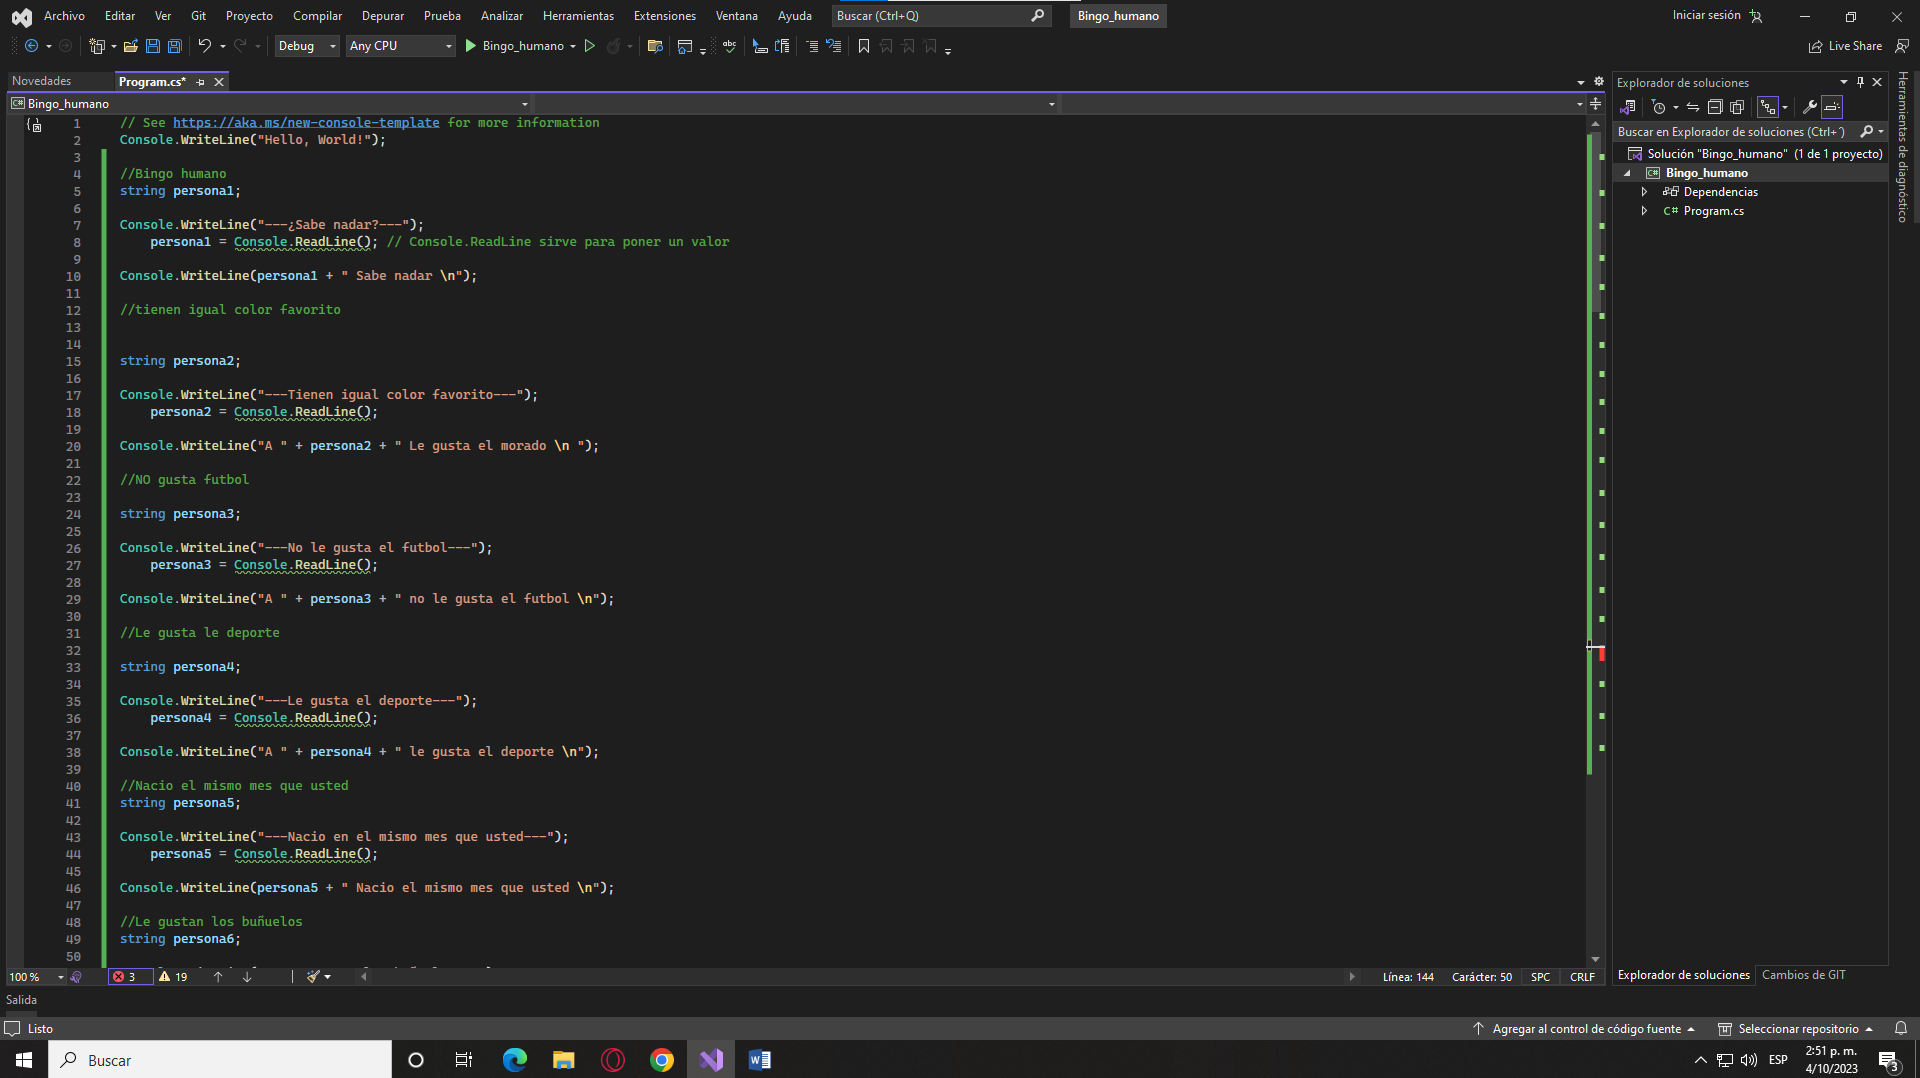 Archivo Editar Ver Git Proyecto Compilar Depurar Prueba Analizar Herramientas Extensiones Ventana Ayuda Buscar (Ctrl+Q) Bingo_humano Iniciar sesión
Debug Any CPU Bingo_humano Live Share
Novedades Program.cs* Explorador de soluciones
Bingo_humano
Buscar en Explorador de soluciones (Ctrl+´)
Solución "Bingo_humano" (1 de 1 proyecto)
Bingo_humano
Dependencias
C# Program.cs
Herramientas de diagnóstico
1 // See https://aka.ms/new-console-template for more information
2 Console.WriteLine("Hello, World!");
3
4 //Bingo humano
5 string persona1;
6
7 Console.WriteLine("---¿Sabe nadar?---");
8 persona1 = Console.ReadLine(); // Console.ReadLine sirve para poner un valor
9
10 Console.WriteLine(persona1 + " Sabe nadar \n");
11
12 //tienen igual color favorito
13
14
15 string persona2;
16
17 Console.WriteLine("---Tienen igual color favorito---");
18 persona2 = Console.ReadLine();
19
20 Console.WriteLine("A " + persona2 + " Le gusta el morado \n ");
21
22 //NO gusta futbol
23
24 string persona3;
25
26 Console.WriteLine("---No le gusta el futbol---");
27 persona3 = Console.ReadLine();
28
29 Console.WriteLine("A " + persona3 + " no le gusta el futbol \n");
30
31 //Le gusta le deporte
32
33 string persona4;
34
35 Console.WriteLine("---Le gusta el deporte---");
36 persona4 = Console.ReadLine();
37
38 Console.WriteLine("A " + persona4 + " le gusta el deporte \n");
39
40 //Nacio el mismo mes que usted
41 string persona5;
42
43 Console.WriteLine("---Nacio en el mismo mes que usted---");
44 persona5 = Console.ReadLine();
45
46 Console.WriteLine(persona5 + " Nacio el mismo mes que usted \n");
47
48 //Le gustan los buñuelos
49 string persona6;
50
100 % 3 19 Línea: 144 Carácter: 50 SPC CRLF
Explorador de soluciones Cambios de GIT
Salida
Listo Agregar al control de código fuente Seleccionar repositorio
Buscar ESP 2:51 p. m.
4/10/2023 3